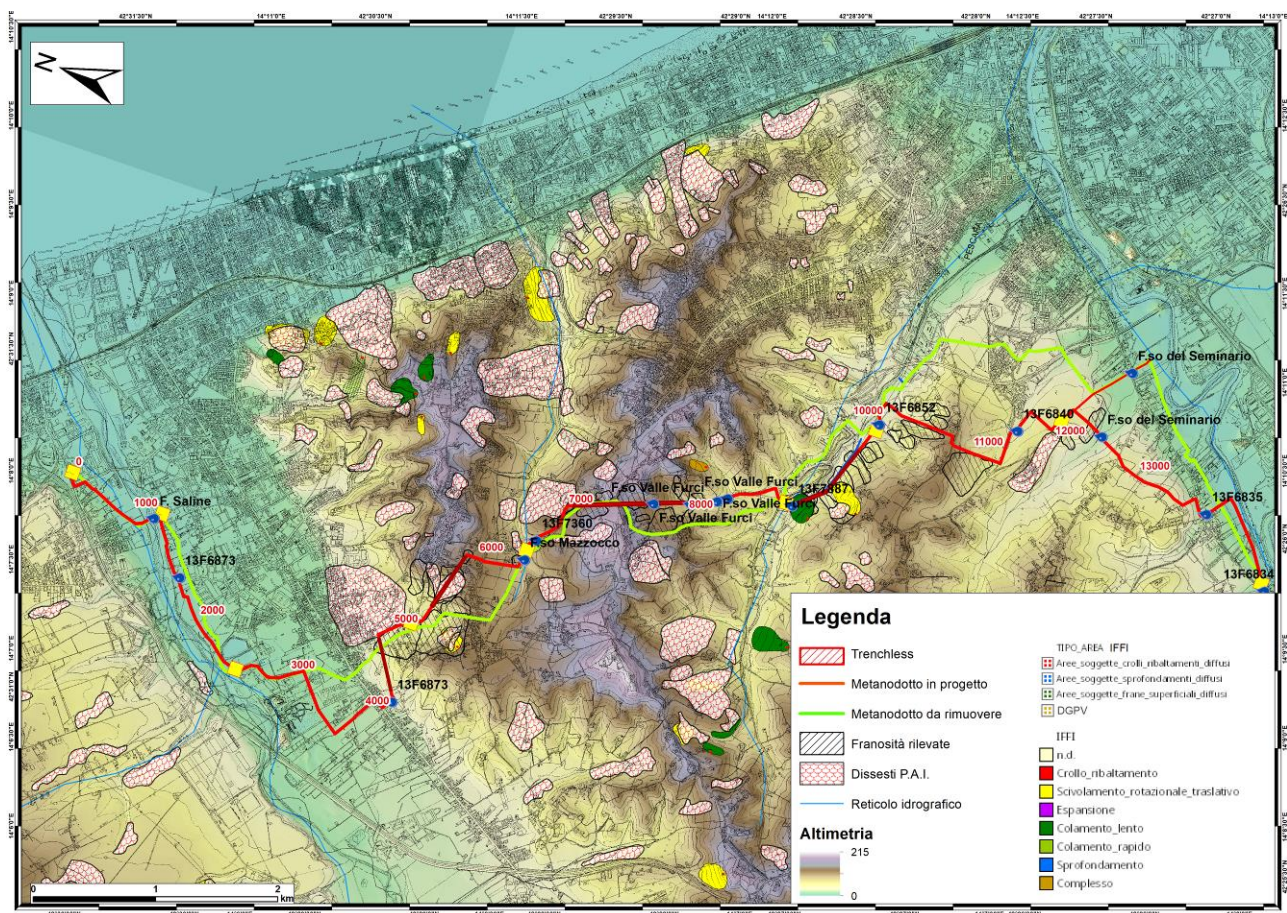 42°31'30"N
14°11'0"E
42°30'30"N
14°11'30"E
42°29'30"N
42°29'0"N
14°12'0"E
42°28'30"N
42°28'0"N
14°12'30"E
42°27'30"N
42°27'0"N
14°13'0"E
N
PESCARA
F.so del Seminario
10000
13F6852
13F6840
11000
12000
F.so del Seminario
0
13000
F.so Valle Furci
F.so Valle Furci
13F7387
1000
F. Saline
7000
8000
F.so Valle Furci
13F6835
F.so Valle Furci
13F7360
6000
F.so Mazzocco
13F6873
13F6834
2000
5000
3000
13F6873
4000
Legenda
Trenchless
Metanodotto in progetto
Metanodotto da rimuovere
Franosità rilevate
Dissesti P.A.I.
Reticolo idrografico
Altimetria
215
0
TIPO_AREA IFFI
Aree_soggette_crolli_ribaltamenti_diffusi
Aree_soggette_sprofondamenti_diffusi
Aree_soggette_frane_superficiali_diffusi
DGPV
IFFI
n.d.
Crollo_ribaltamento
Scivolamento_rotazionale_traslativo
Espansione
Colamento_lento
Colamento_rapido
Sprofondamento
Complesso
0 1 2
km